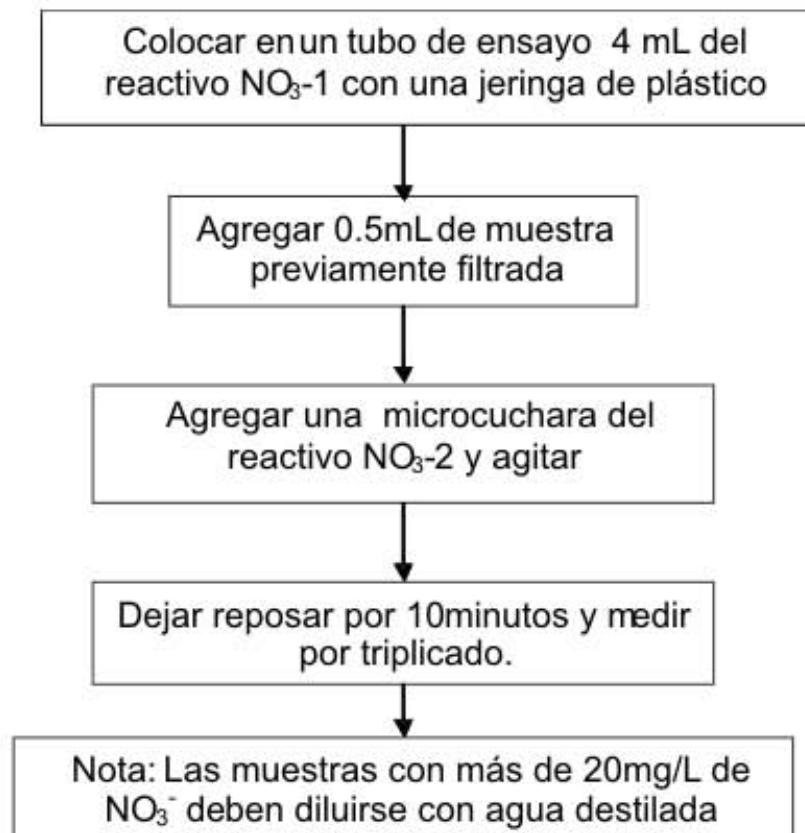 Colocar en un tubo de ensayo 4 mL del
reactivo NO₃-1 con una jeringa de plástico
Agregar 0.5mL de muestra
previamente filtrada
Agregar una microcuchara del
reactivo NO₃-2 y agitar
Dejar reposar por 10minutos y medir
por triplicado.
Nota: Las muestras con más de 20mg/L de
NO₃⁻ deben diluirse con agua destilada